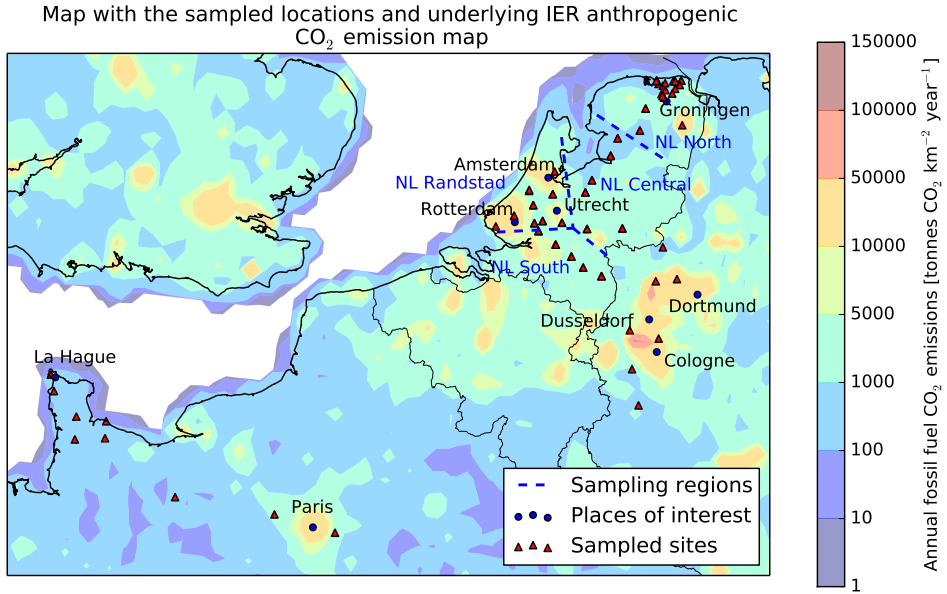 Map with the sampled locations and underlying IER anthropogenic
CO₂ emission map
Groningen
NL North
Amsterdam
NL Randstad
NL Central
Rotterdam
Utrecht
NL South
Dortmund
Dusseldorf
La Hague
Cologne
Paris
Sampling regions
Places of interest
Sampled sites
150000
100000
50000
10000
5000
1000
100
10
1
Annual fossil fuel CO₂ emissions [tonnes CO₂ km⁻² year⁻¹]